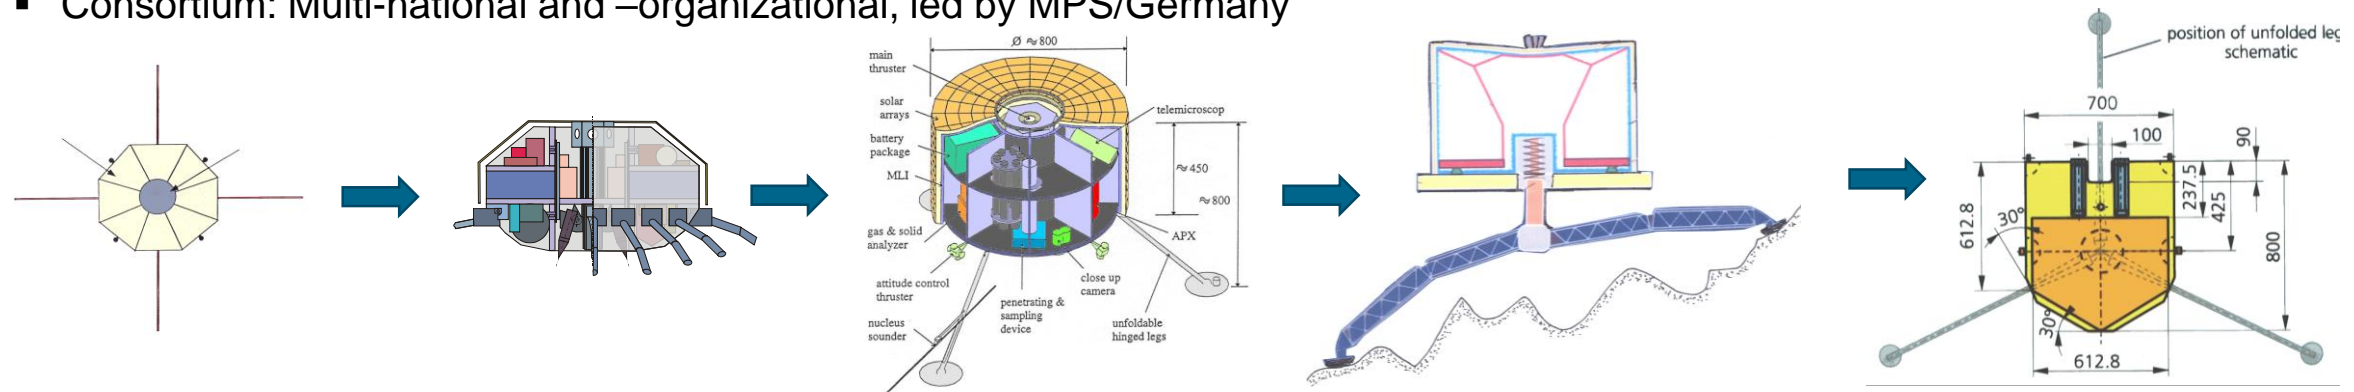 ▪ Consortium: Multi-national and –organizational, led by MPS/Germany
Ø ≈ 800
main
thruster
solar
arrays
battery
package
MLI
gas & solid
analyzer
attitude control
thruster
nucleus
sounder
penetrating &
sampling
device
close up
camera
unfoldable
hinged legs
APX
telemicroscop
≈ 450
≈ 800
position of unfolded leg
schematic
700
100
90
237.5
425
800
612.8
30°
30°
612.8